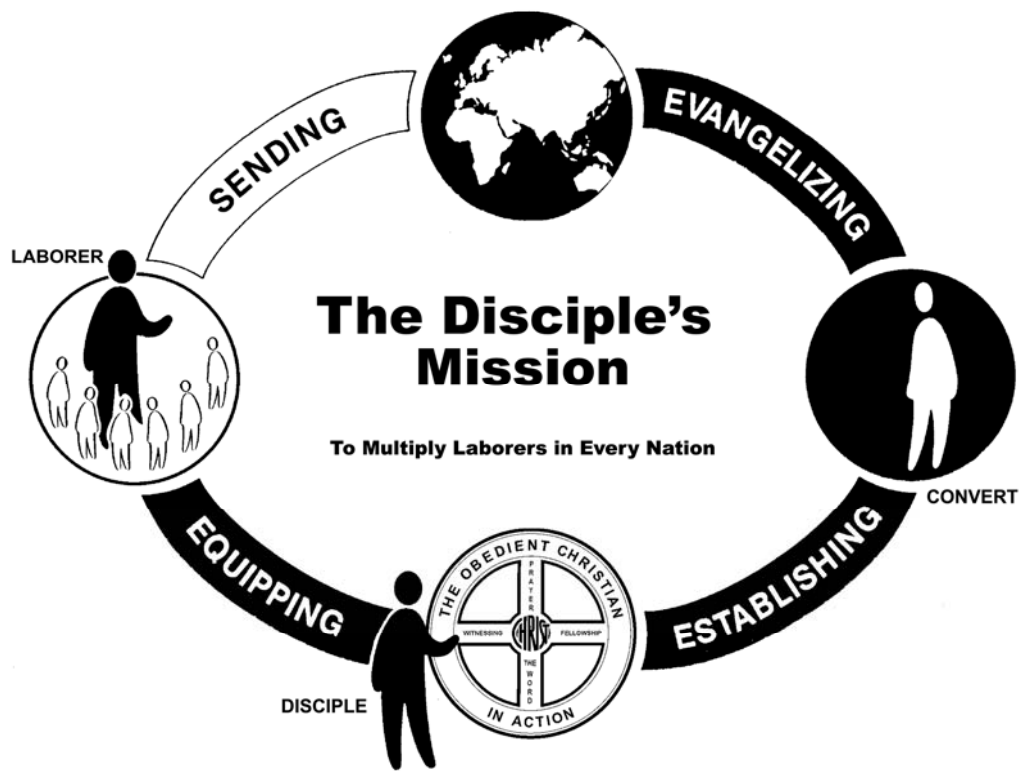 SENDING
EVANGELIZING
LABORER
The Disciple's
Mission
To Multiply Laborers in Every Nation
CONVERT
EQUIPPING
ESTABLISHING
THE OBEDIENT CHRISTIAN
PRAYER
WITNESSING
CHRIST
FELLOWSHIP
THE WORD
IN ACTION
DISCIPLE